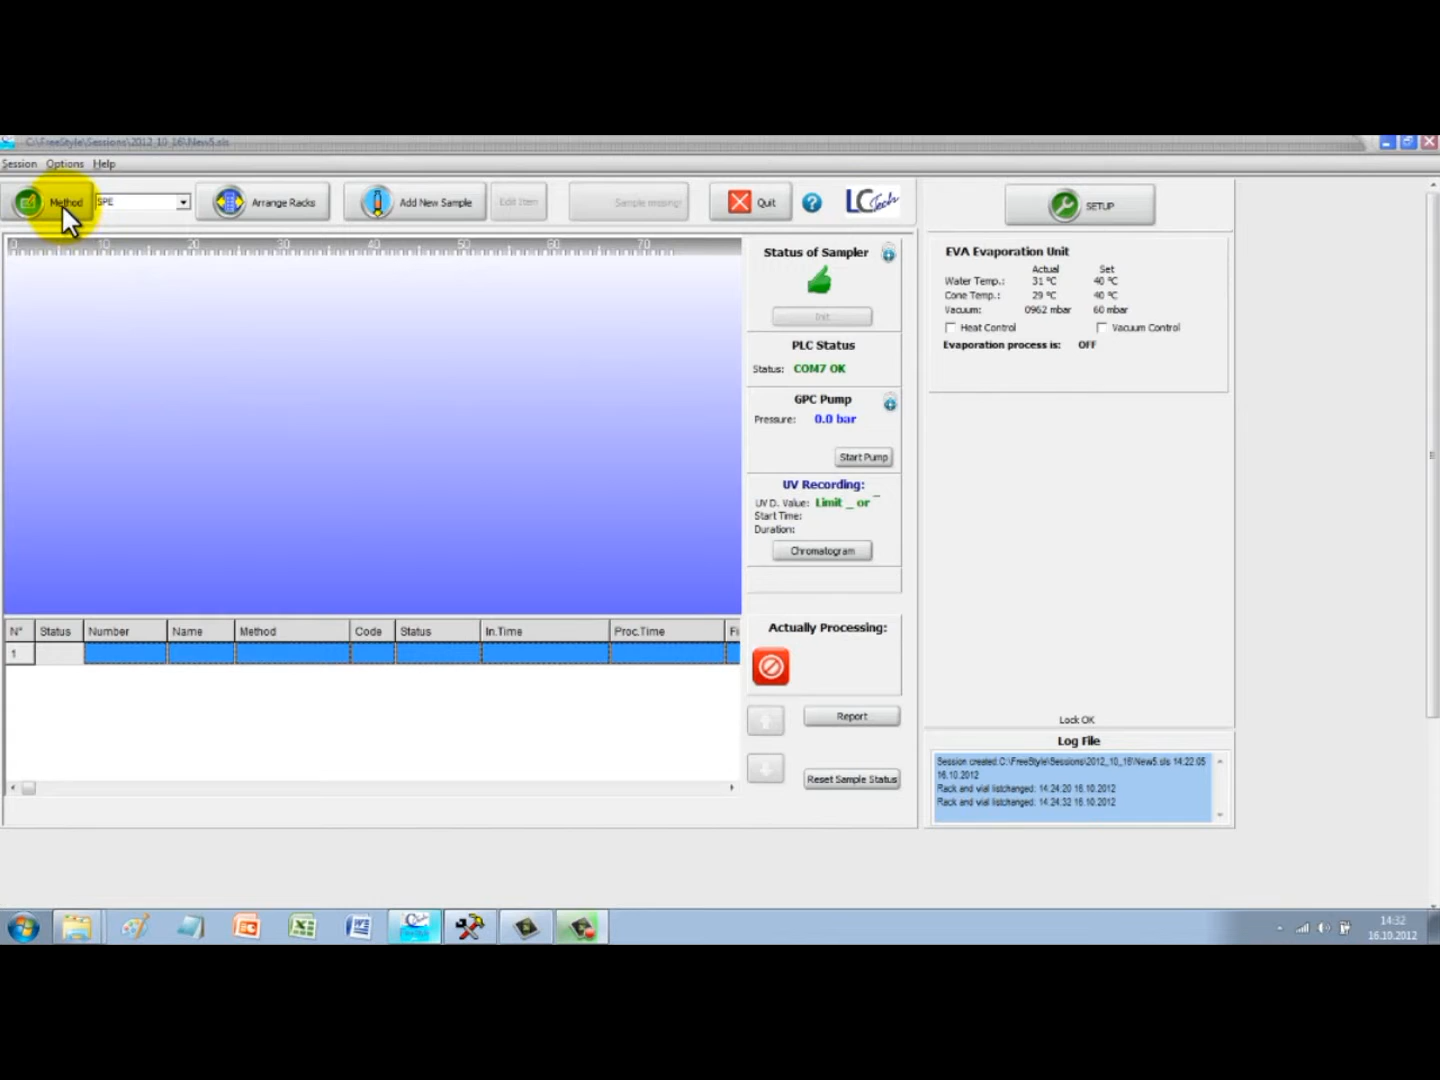 C:\FreeStyle\Sessions\2012_10_16\New5.sls
Session Options Help
Method SPE Arrange Racks Add New Sample Edit Item Sample missing! Quit ? LCTech SETUP
0 10 20 30 40 50 60 70
Status of Sampler
Init
PLC Status
Status: COM7 OK
GPC Pump
Pressure: 0.0 bar
Start Pump
UV Recording:
UV D. Value: Limit _ or ¯
Start Time:
Duration:
Chromatogram
EVA Evaporation Unit
Actual Set
Water Temp.: 31 °C 40 °C
Cone Temp.: 29 °C 40 °C
Vacuum: 0962 mbar 60 mbar
Heat Control Vacuum Control
Evaporation process is: OFF
N° Status Number Name Method Code Status In.Time Proc.Time Fi
1
Actually Processing:
Report
Reset Sample Status
Lock OK
Log File
Session created:C:\FreeStyle\Sessions\2012_10_16\New5.sls 14:22:05
16.10.2012
Rack and vial listchanged: 14:24:20 16.10.2012
Rack and vial listchanged: 14:24:32 16.10.2012
14:32
16.10.2012